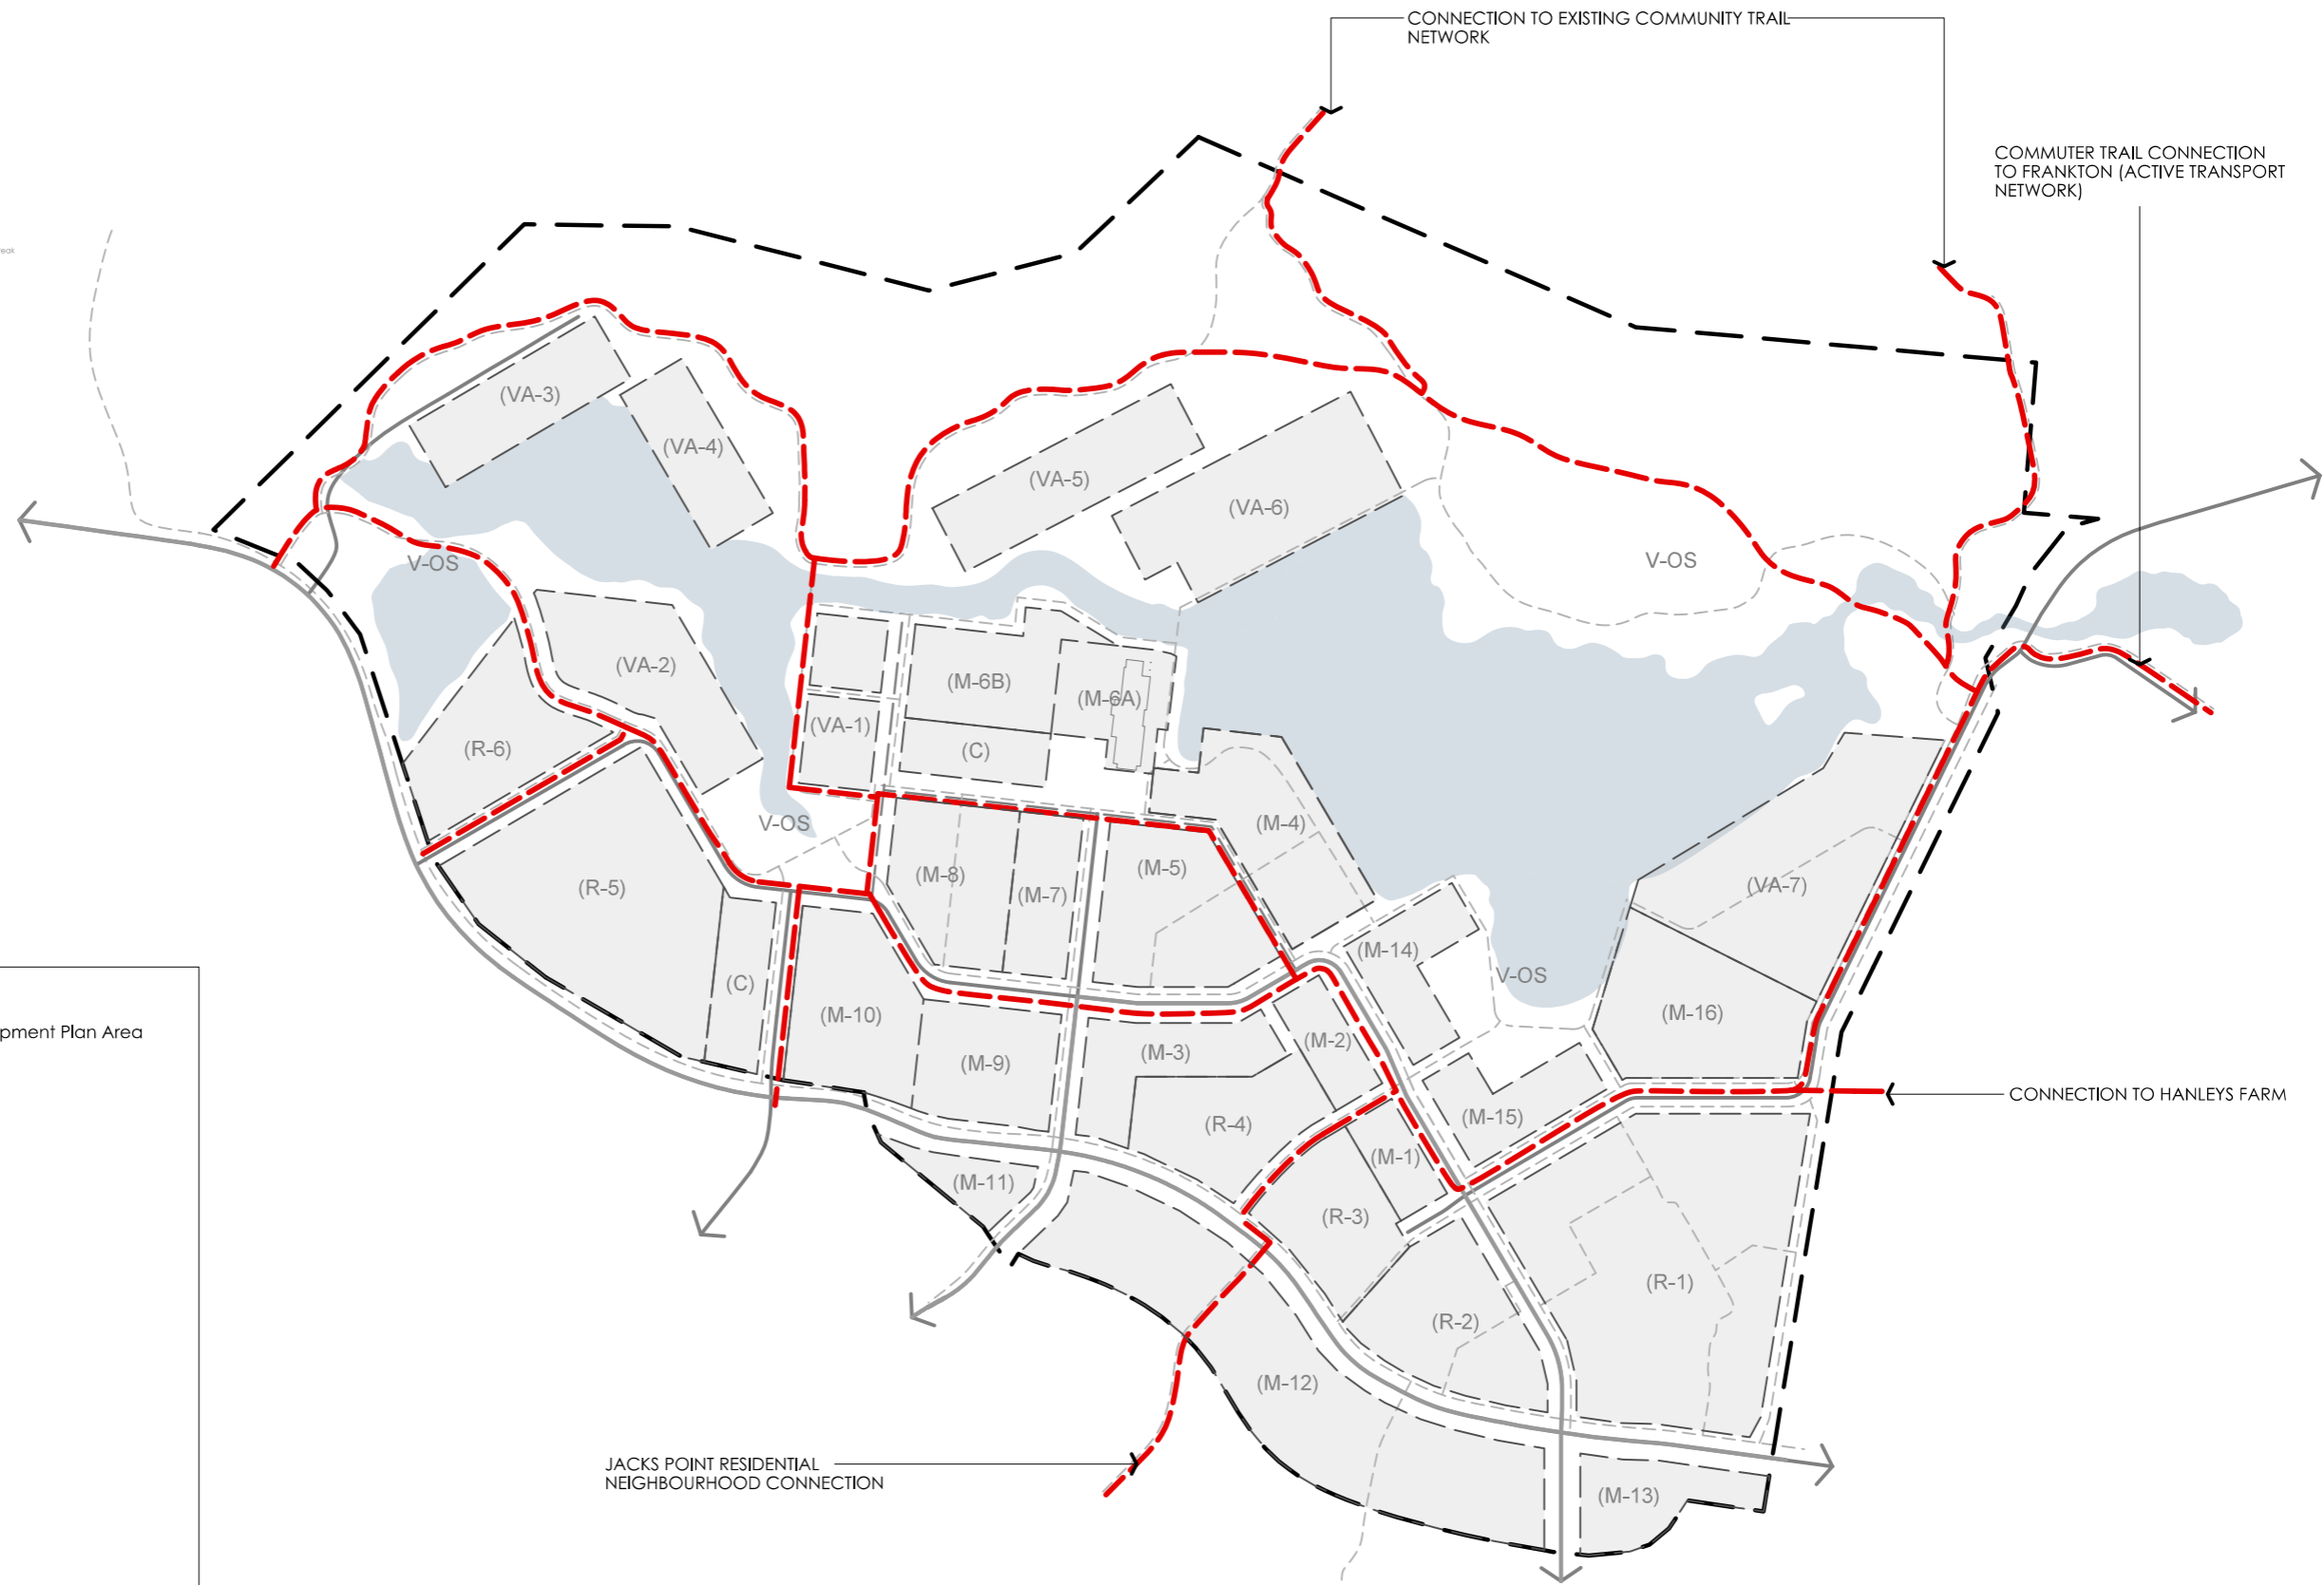 CONNECTION TO EXISTING COMMUNITY TRAIL
NETWORK
COMMUTER TRAIL CONNECTION
TO FRANKTON (ACTIVE TRANSPORT
NETWORK)
(VA-3)
(VA-4)
(VA-5)
(VA-6)
V-OS
V-OS
(VA-2)
(M-6B)
(M-6A)
(VA-1)
(R-6)
(C)
V-OS
(M-4)
(M-8)
(M-7)
(M-5)
(R-5)
(VA-7)
(M-14)
V-OS
(C)
(M-10)
(M-16)
pment Plan Area
(M-2)
(M-3)
(M-9)
CONNECTION TO HANLEYS FARM
(M-15)
(R-4)
(M-1)
(M-11)
(R-3)
(R-1)
(R-2)
(M-12)
JACKS POINT RESIDENTIAL
NEIGHBOURHOOD CONNECTION
(M-13)